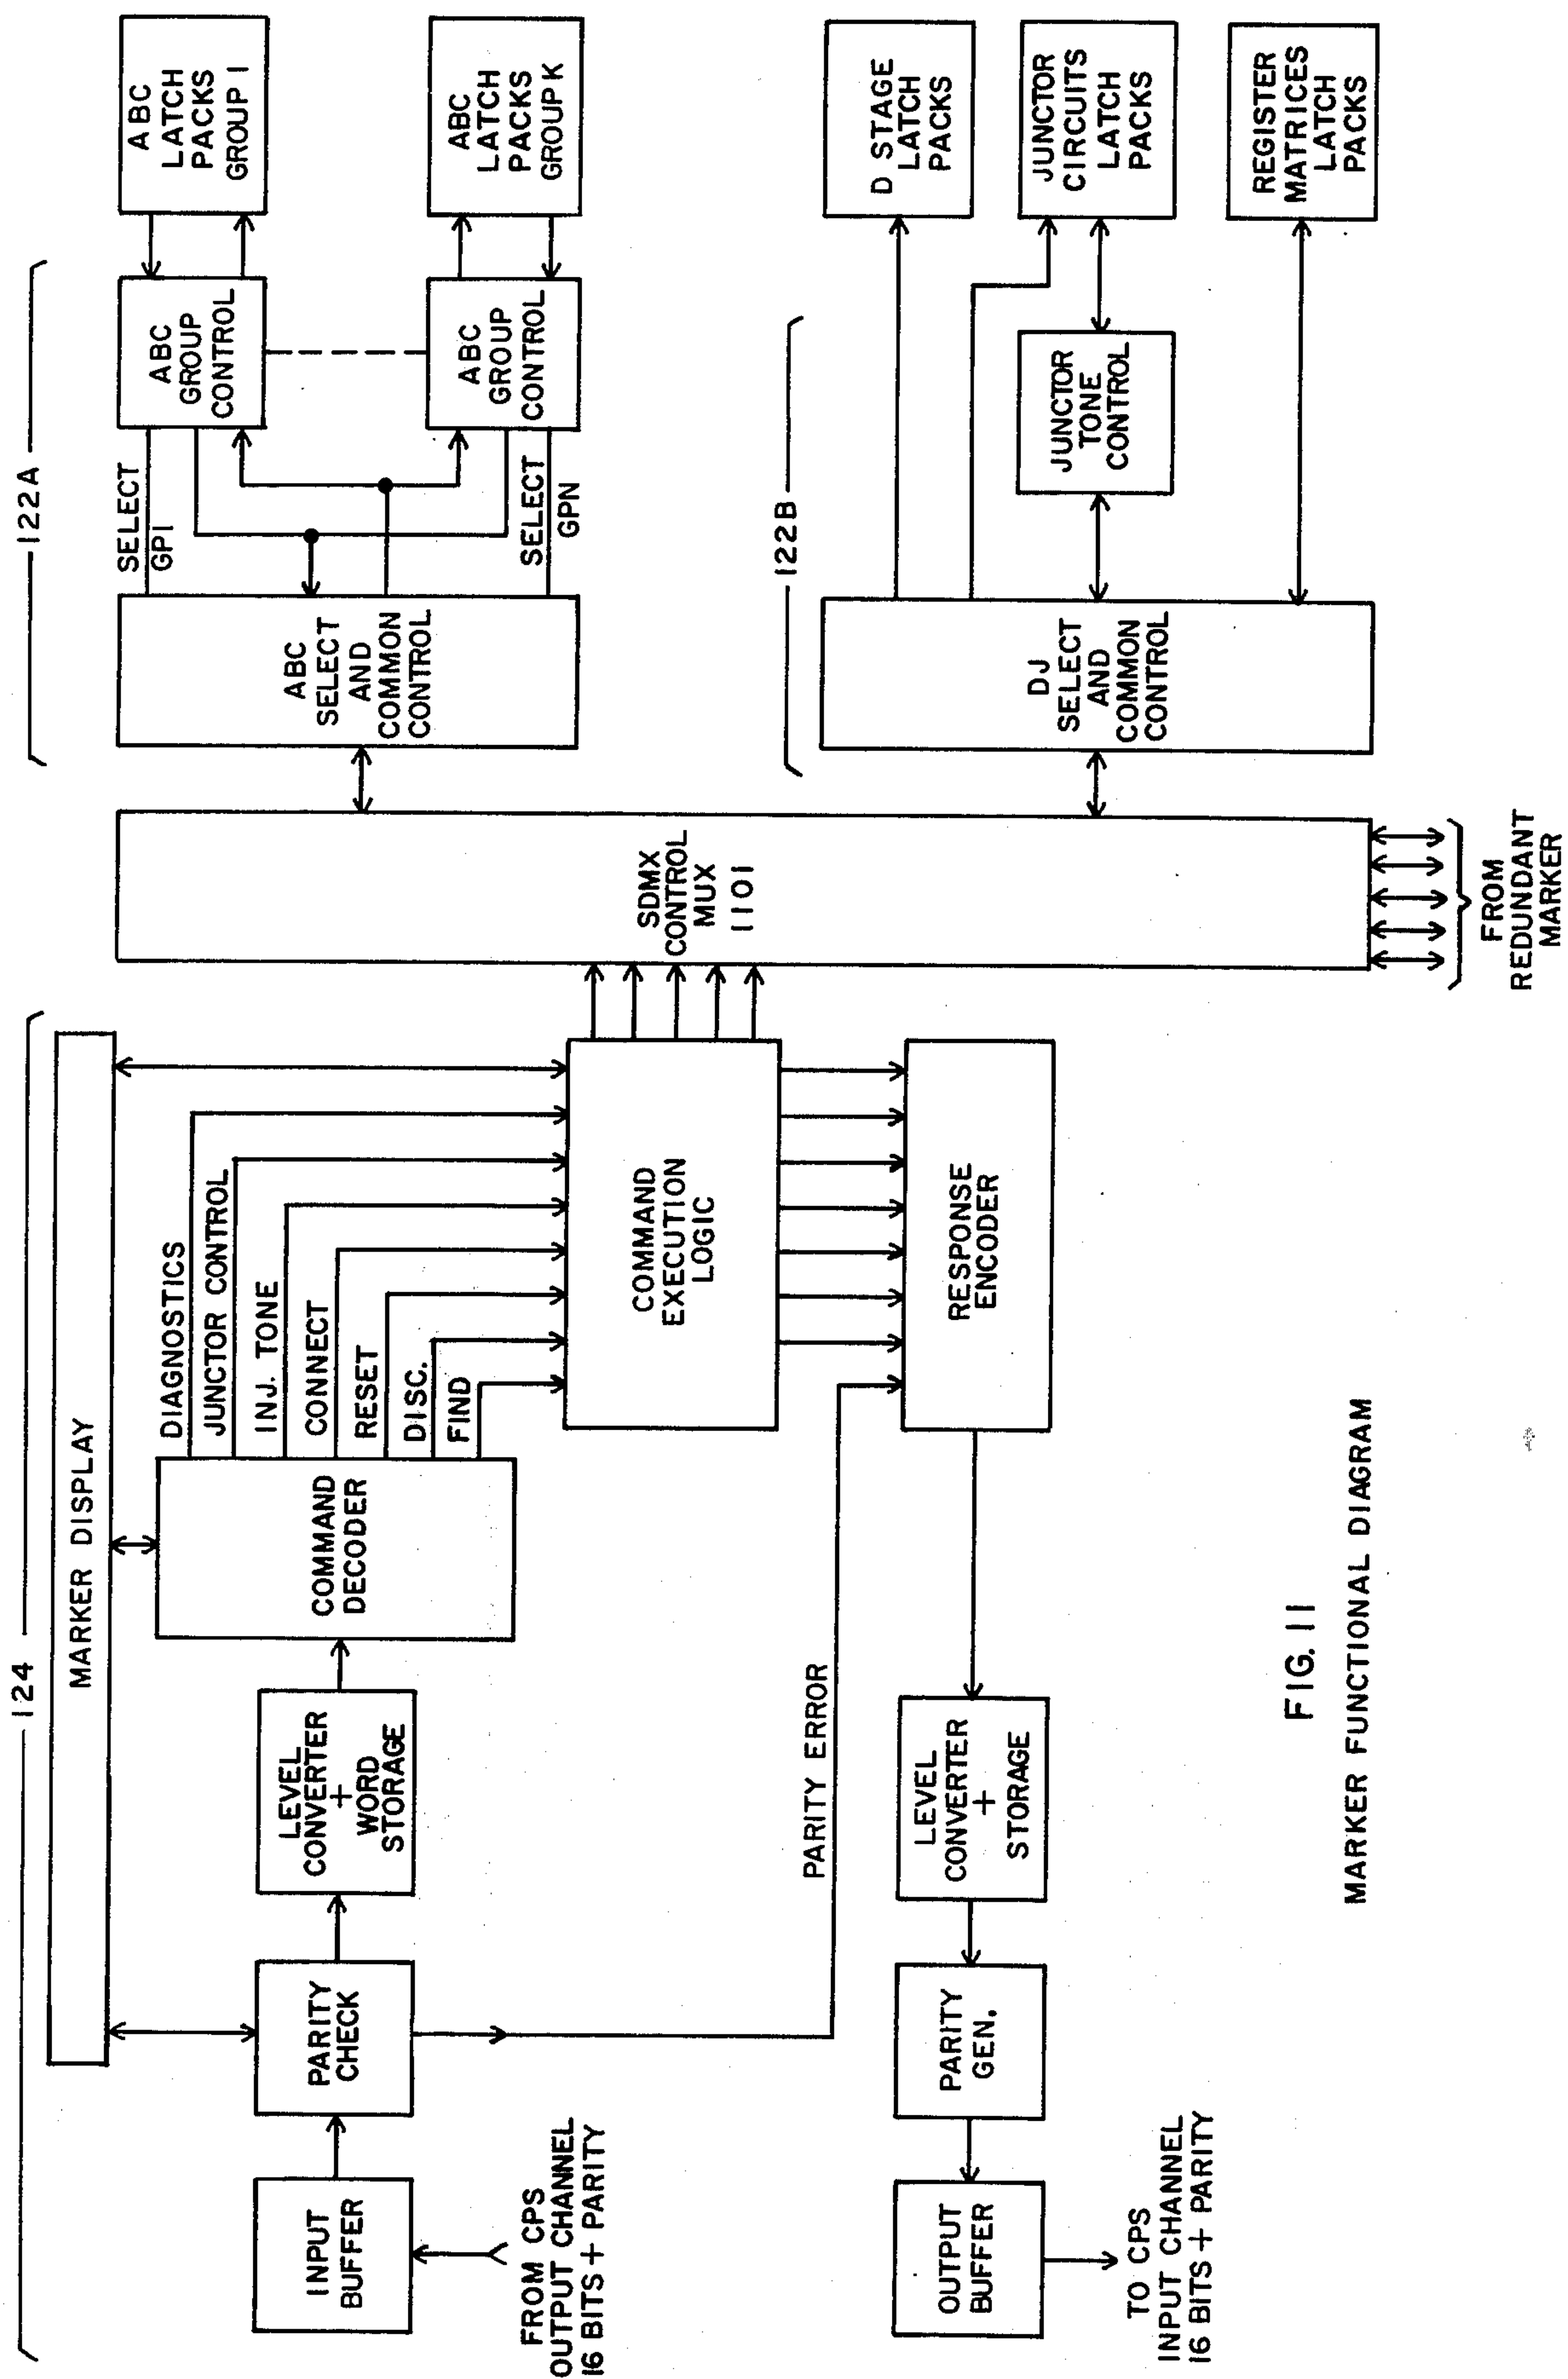 124
MARKER DISPLAY
INPUT
BUFFER
FROM CPS
OUTPUT CHANNEL
16 BITS + PARITY
PARITY
CHECK
LEVEL
CONVERTER
+
WORD
STORAGE
COMMAND
DECODER
DIAGNOSTICS
JUNCTOR CONTROL
INJ. TONE
CONNECT
RESET
DISC.
FIND
COMMAND
EXECUTION
LOGIC
PARITY ERROR
RESPONSE
ENCODER
LEVEL
CONVERTER
+
STORAGE
PARITY
GEN.
OUTPUT
BUFFER
TO CPS
INPUT CHANNEL
16 BITS + PARITY
SDMX
CONTROL
MUX
1101
FROM
REDUNDANT
MARKER
122A
ABC
SELECT
AND
COMMON
CONTROL
SELECT
GP1
SELECT
GPN
ABC
GROUP
CONTROL
ABC
GROUP
CONTROL
ABC
LATCH
PACKS
GROUP 1
ABC
LATCH
PACKS
GROUP K
122B
DJ
SELECT
AND
COMMON
CONTROL
JUNCTOR
TONE
CONTROL
D STAGE
LATCH
PACKS
JUNCTOR
CIRCUITS
LATCH
PACKS
REGISTER
MATRICES
LATCH
PACKS
FIG. 11
MARKER FUNCTIONAL DIAGRAM